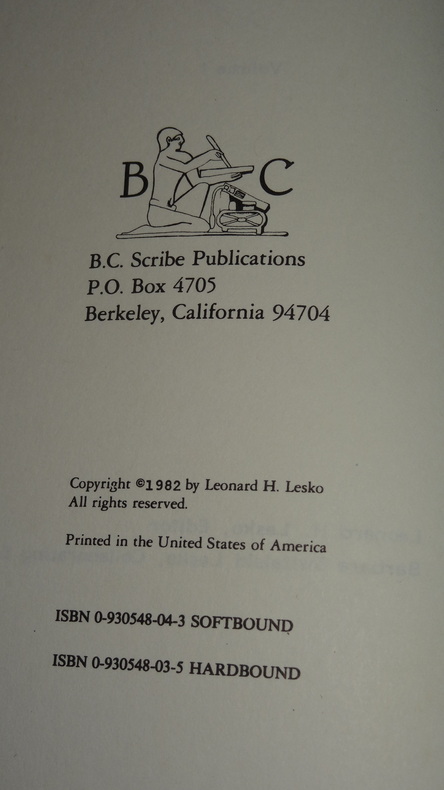 B C
B.C. Scribe Publications
P.O. Box 4705
Berkeley, California 94704
Copyright ©1982 by Leonard H. Lesko
All rights reserved.
Printed in the United States of America
ISBN 0-930548-04-3 SOFTBOUND
ISBN 0-930548-03-5 HARDBOUND